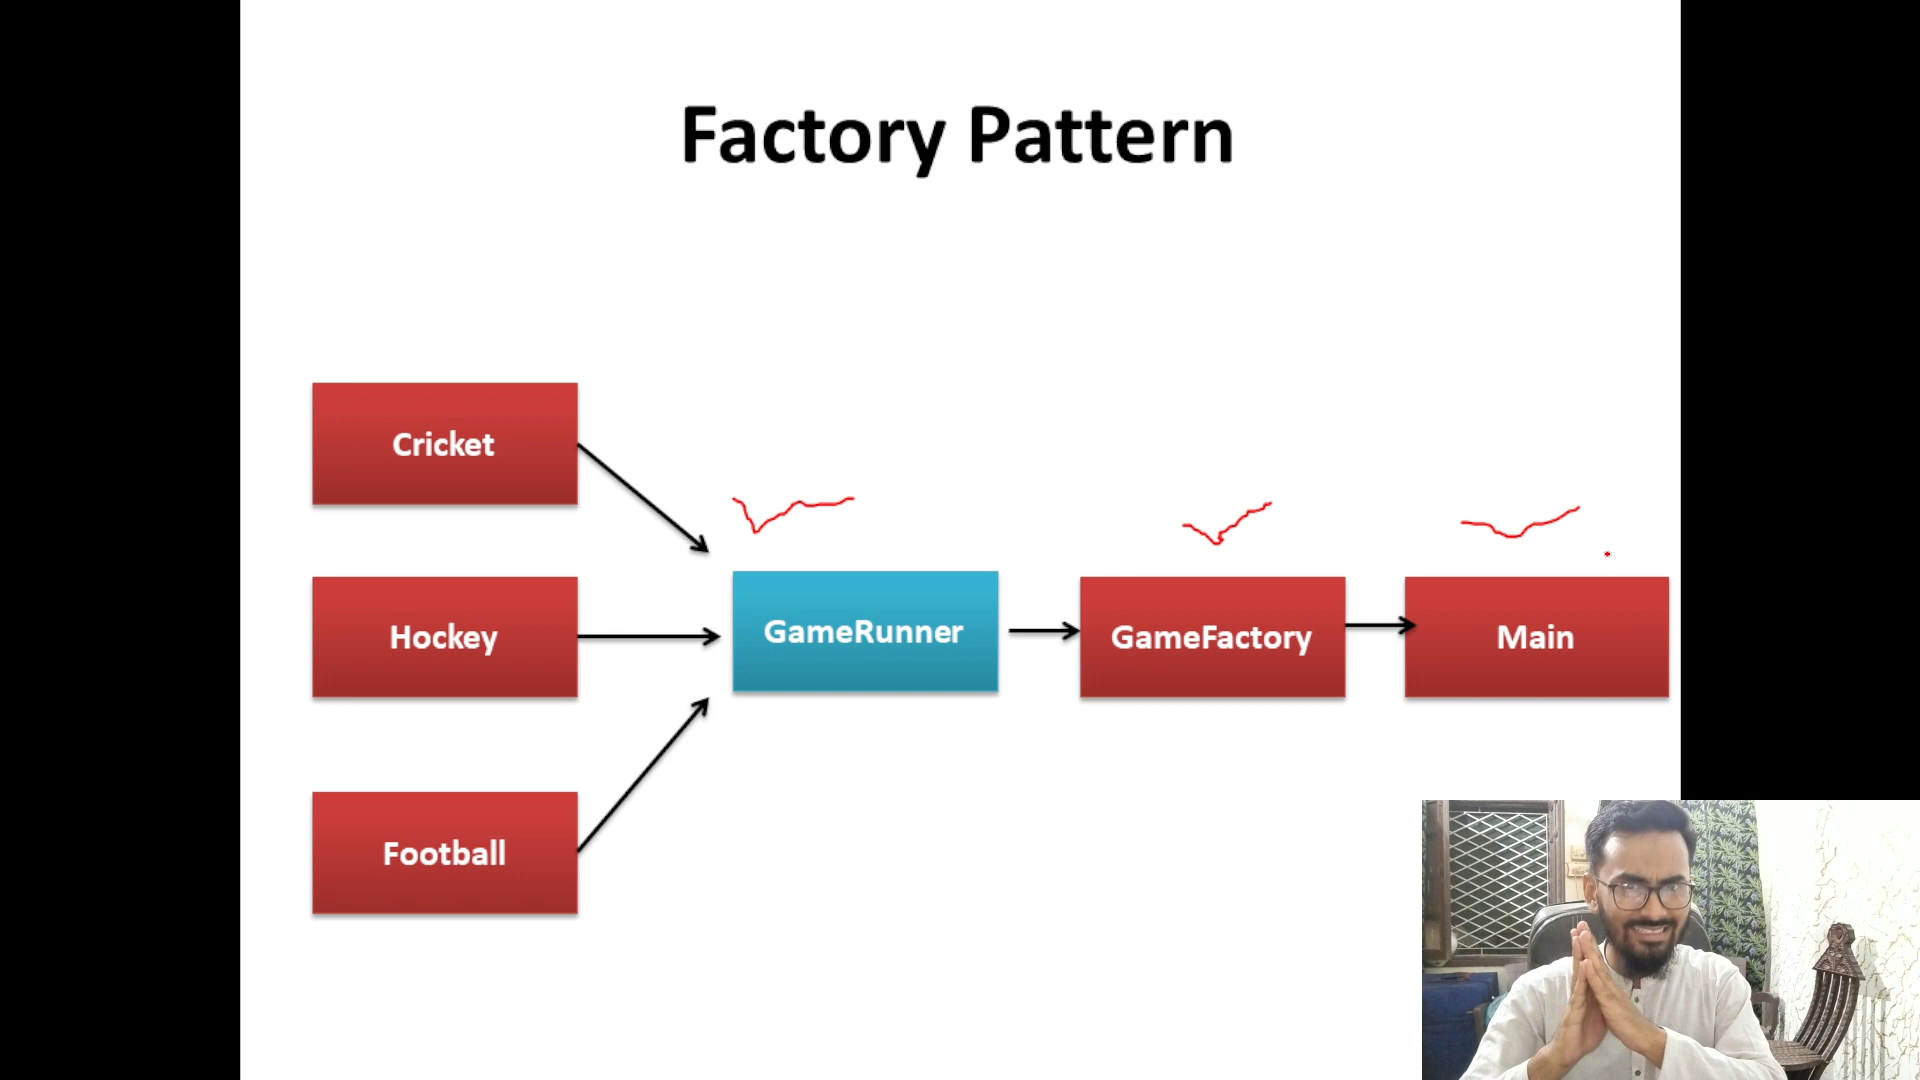 Factory Pattern
Cricket
Hockey
Football
GameRunner
GameFactory
Main